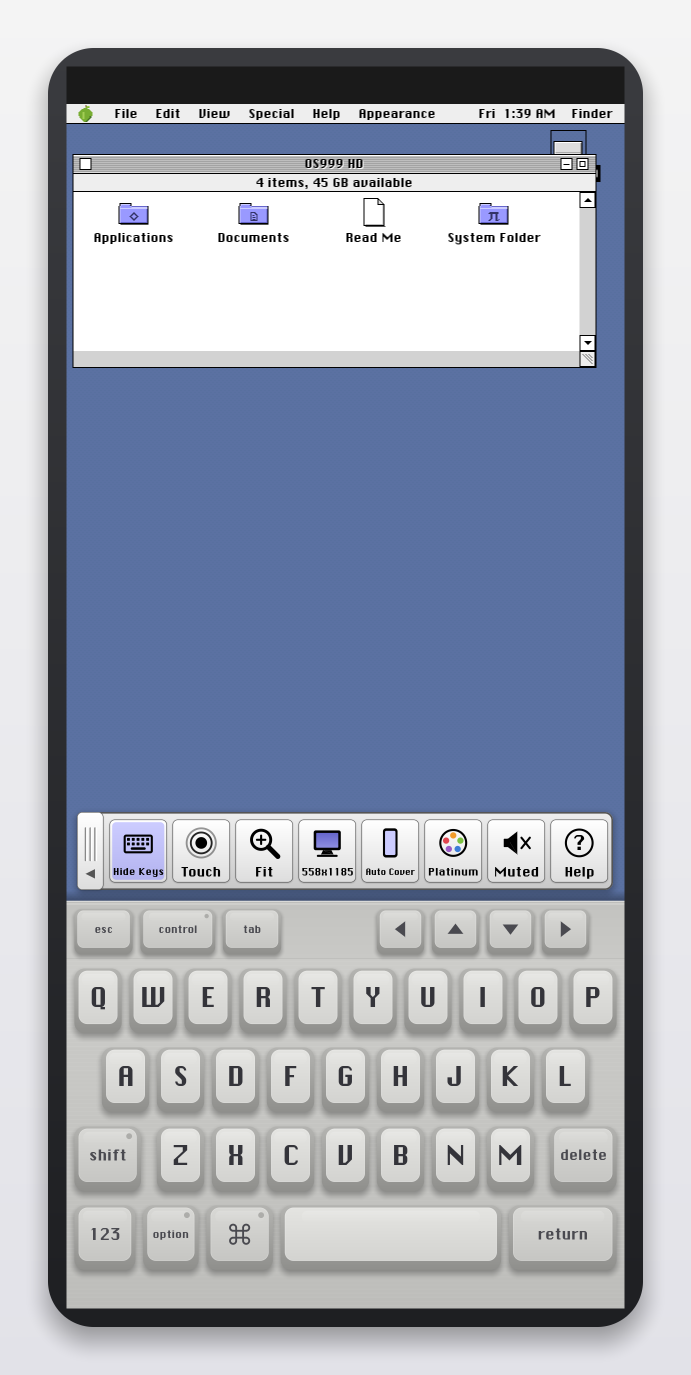 File Edit View Special Help Appearance Fri 1:39 AM Finder
OS999 HD
4 items, 45 GB available
Applications Documents Read Me System Folder
Hide Keys Touch Fit 558x1185 Auto Cover Platinum Muted Help
esc control tab
Q W E R T Y U I O P
A S D F G H J K L
shift Z X C V B N M delete
123 option ⌘ return